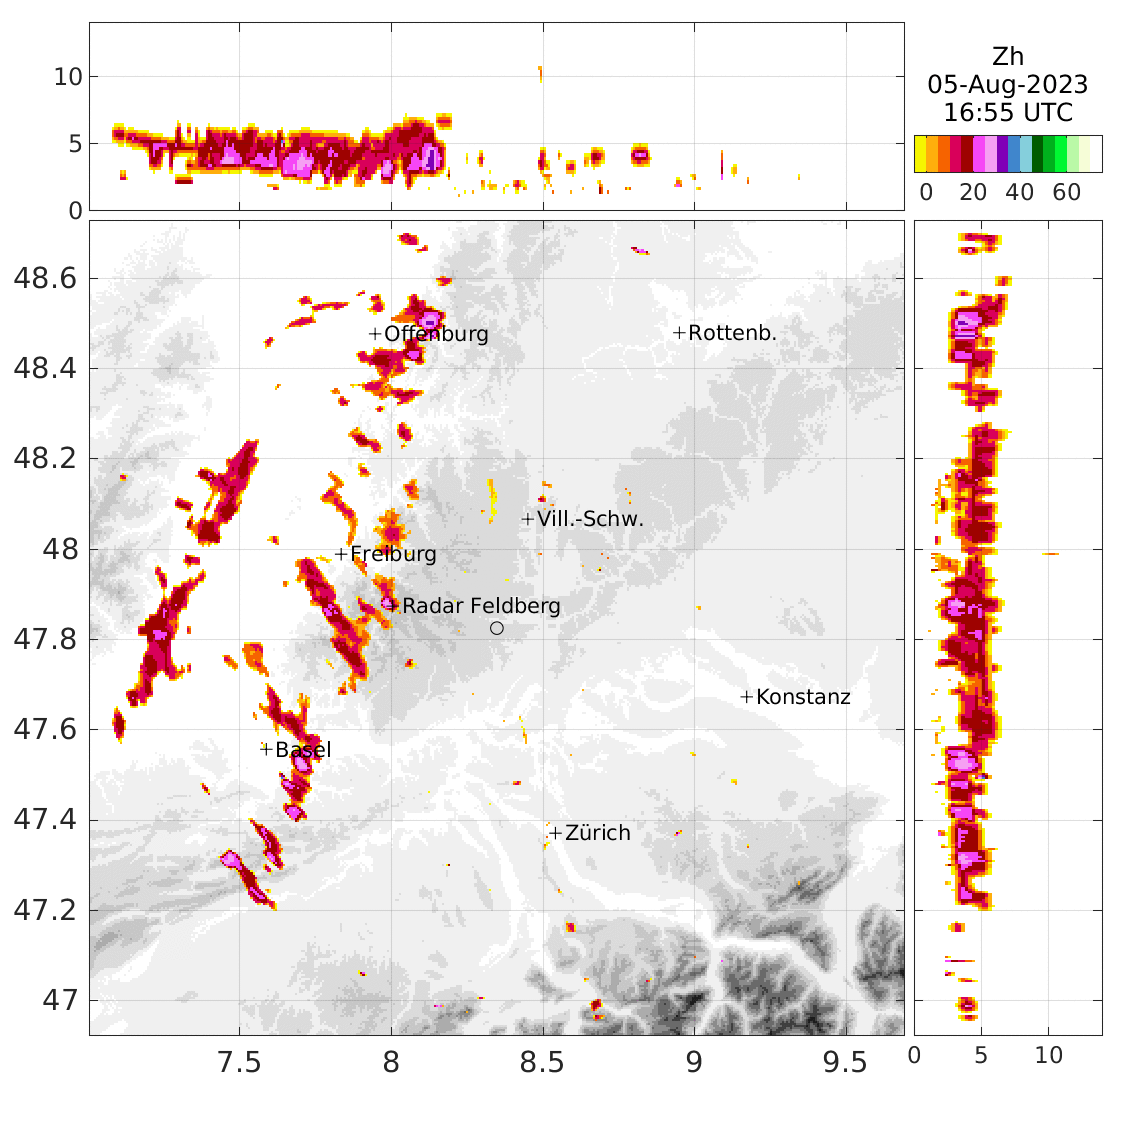 10
5
0
Zh
05-Aug-2023
16:55 UTC
0 20 40 60
48.6
48.4
48.2
48
47.8
47.6
47.4
47.2
47
+Offenburg
+Rottenb.
+Vill.-Schw.
+Freiburg
+Radar Feldberg
+Konstanz
+Basel
+Zürich
7.5 8 8.5 9 9.5
0 5 10